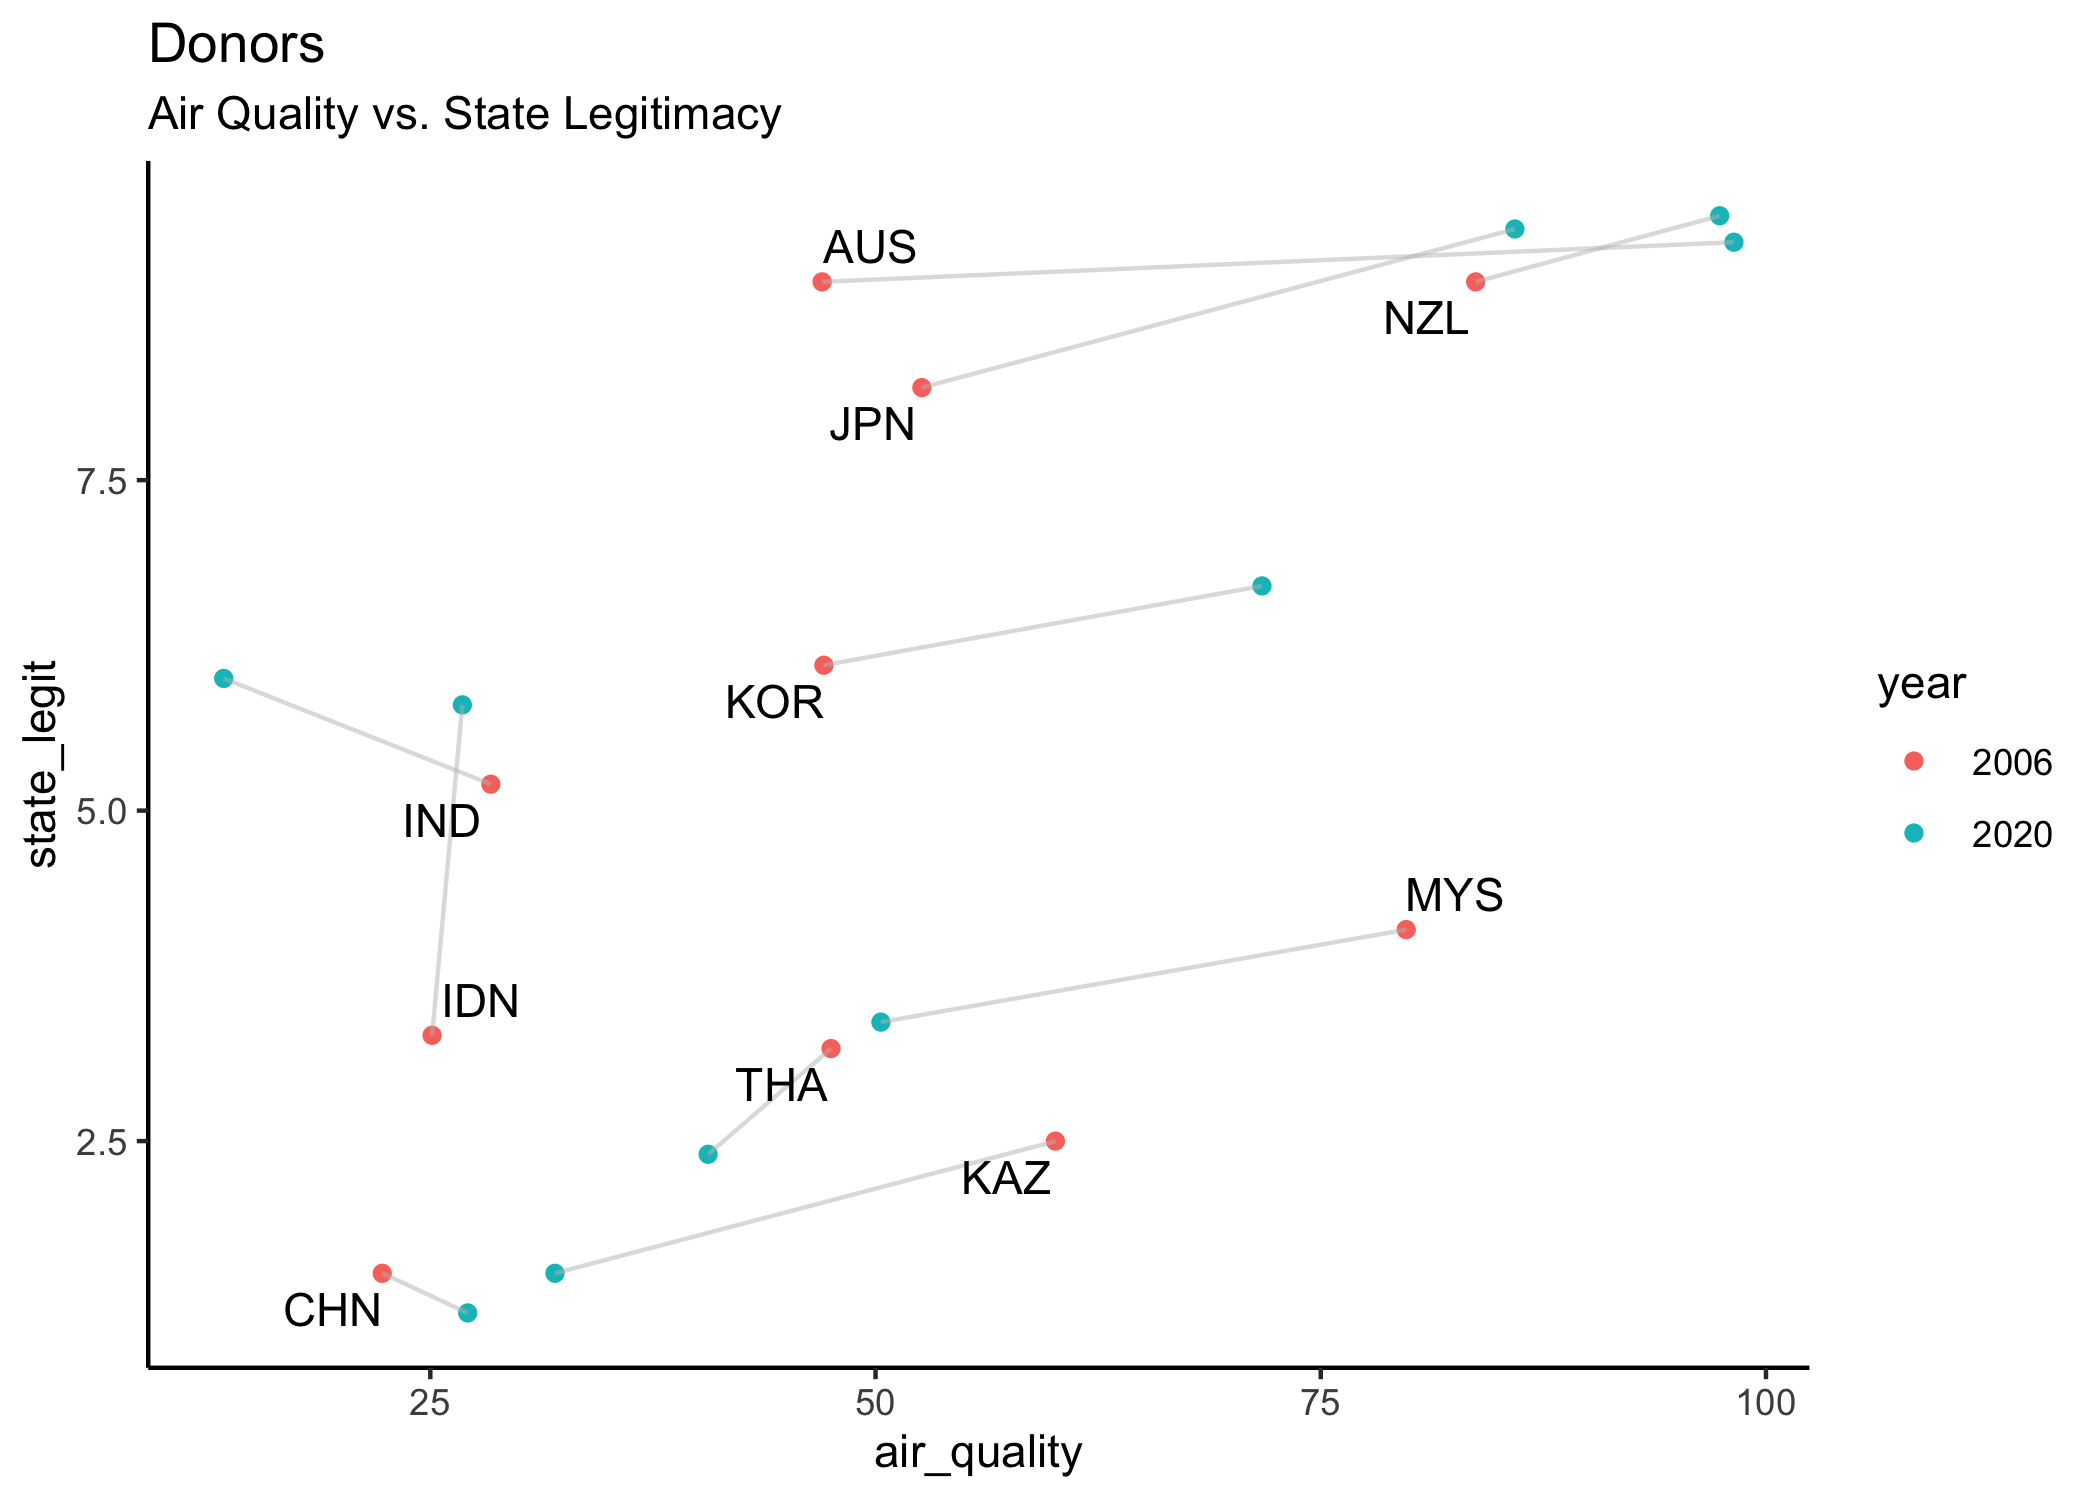 Donors
Air Quality vs. State Legitimacy
AUS
NZL
JPN
7.5
KOR
state_legit
year
2006
2020
IND
5.0
MYS
IDN
THA
2.5
KAZ
CHN
25
50
75
100
air_quality